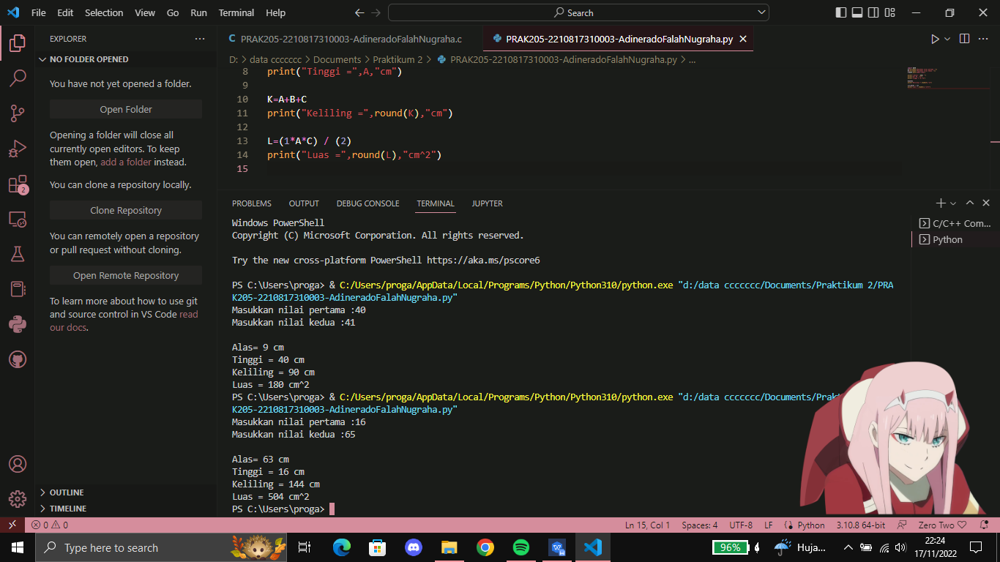 File Edit Selection View Go Run Terminal Help
Search
EXPLORER
PRAK205-2210817310003-AdineradoFalahNugraha.c
PRAK205-2210817310003-AdineradoFalahNugraha.py
NO FOLDER OPENED
D: > data ccccccc > Documents > Praktikum 2 > PRAK205-2210817310003-AdineradoFalahNugraha.py > ...
You have not yet opened a folder.
Open Folder
Opening a folder will close all
currently open editors. To keep
them open, add a folder instead.
You can clone a repository locally.
Clone Repository
You can remotely open a repository
or pull request without cloning.
Open Remote Repository
To learn more about how to use git
and source control in VS Code read
our docs.
OUTLINE
TIMELINE
2
8 print("Tinggi =",A,"cm")
9
10 K=A+B+C
11 print("Keliling =",round(K),"cm")
12
13 L=(1*A*C) / (2)
14 print("Luas =",round(L),"cm^2")
15
PROBLEMS OUTPUT DEBUG CONSOLE TERMINAL JUPYTER
C/C++ Com...
Python
Windows PowerShell
Copyright (C) Microsoft Corporation. All rights reserved.
Try the new cross-platform PowerShell https://aka.ms/pscore6
PS C:\Users\proga> & C:/Users/proga/AppData/Local/Programs/Python/Python310/python.exe "d:/data ccccccc/Documents/Praktikum 2/PRA
K205-2210817310003-AdineradoFalahNugraha.py"
Masukkan nilai pertama :40
Masukkan nilai kedua :41
Alas= 9 cm
Tinggi = 40 cm
Keliling = 90 cm
Luas = 180 cm^2
PS C:\Users\proga> & C:/Users/proga/AppData/Local/Programs/Python/Python310/python.exe "d:/data ccccccc/Documents/Prakt
K205-2210817310003-AdineradoFalahNugraha.py"
Masukkan nilai pertama :16
Masukkan nilai kedua :65
Alas= 63 cm
Tinggi = 16 cm
Keliling = 144 cm
Luas = 504 cm^2
PS C:\Users\proga>
0 0
Ln 15, Col 1 Spaces: 4 UTF-8 LF Python 3.10.8 64-bit Zero Two
Type here to search
96%
Huja...
22:24
17/11/2022